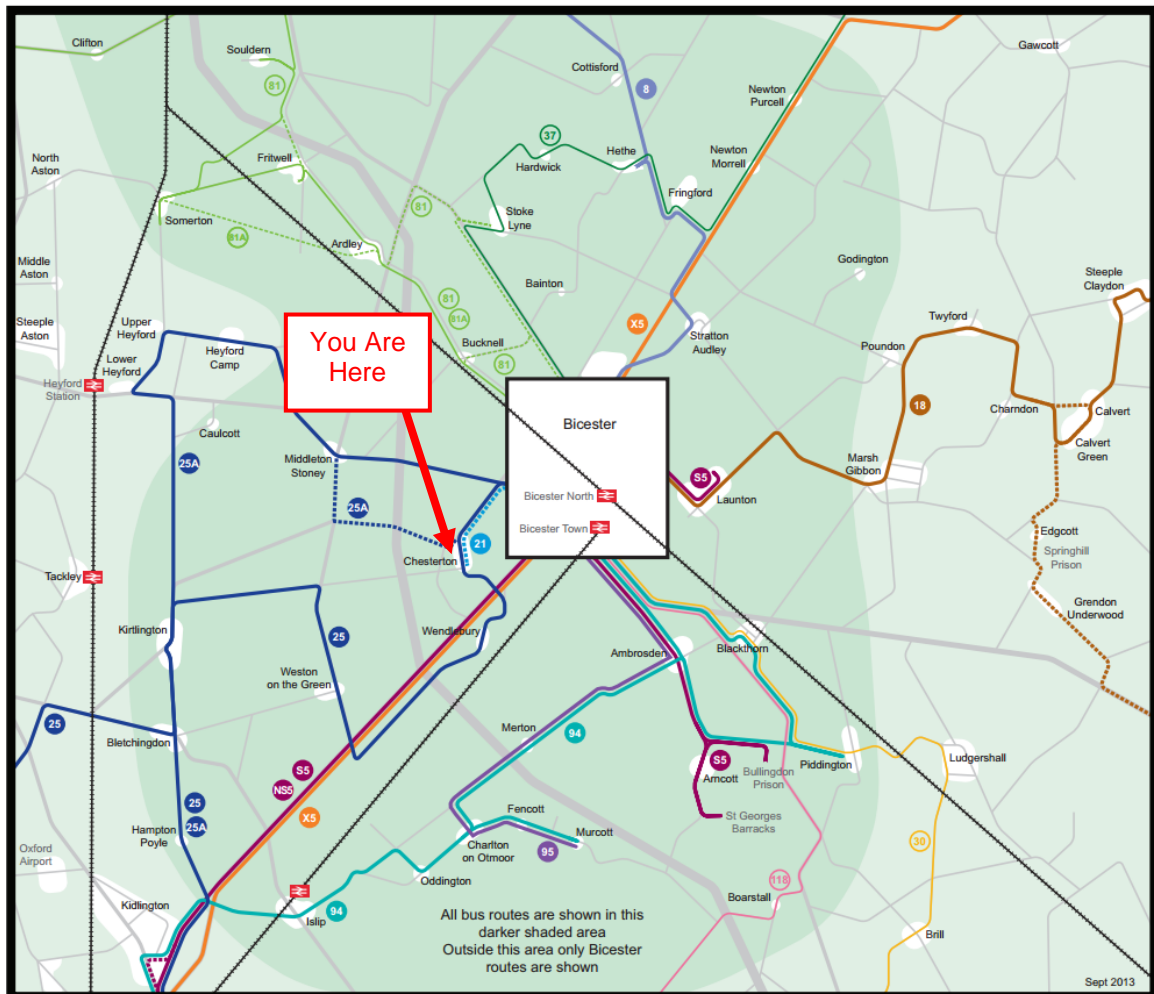 Clifton
Souldern
81
Cottisford
8
Gawcott
Newton
Purcell
North
Aston
Fritwell
37
Hardwick
Hethe
Newton
Morrell
Fringford
Somerton
81A
81
Stoke
Lyne
Ardley
Middle
Aston
Godington
Bainton
Steeple
Claydon
81
81A
X5
Steeple
Aston
Upper
Heyford
Heyford
Camp
You Are
Here
Bucknell
81
Stratton
Audley
Twyford
Poundon
Lower
Heyford
Heyford
Station
18
Charndon
Calvert
Caulcott
Bicester
Calvert
Green
25A
Middleton
Stoney
S5
Marsh
Gibbon
Launton
Bicester North
25A
Bicester Town
21
Edgcott
Chesterton
Springhill
Prison
Tackley
Grendon
Underwood
Kirtlington
25
Wendlebury
Ambrosden
Blackthorn
Weston
on the Green
25
Bletchingdon
Merton
94
S5
Arncott
Bullingdon
Prison
Piddington
Ludgershall
S5
NS5
X5
25
25A
St Georges
Barracks
Hampton
Poyle
Fencott
Murcott
Oxford
Airport
Charlton
on Otmoor
95
30
Oddington
118
Kidlington
Islip
94
Boarstall
Brill
All bus routes are shown in this
darker shaded area
Outside this area only Bicester
routes are shown
Sept 2013